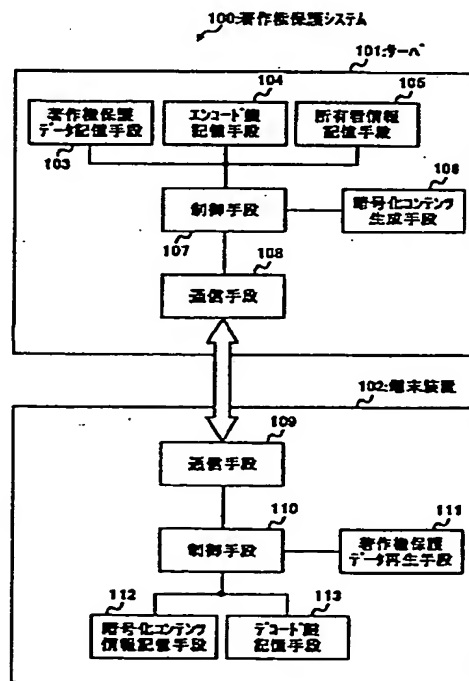 100:著作権保護システム
101:サーバ
104
105
著作権保護
データ記憶手段
エンコード鍵
記憶手段
所有者情報
記憶手段
103
106
制御手段
暗号化コンテンツ
生成手段
107
108
通信手段
102:端末装置
109
通信手段
110
111
制御手段
著作権保護
データ再生手段
112
113
暗号化コンテンツ
情報記憶手段
デコード鍵
記憶手段